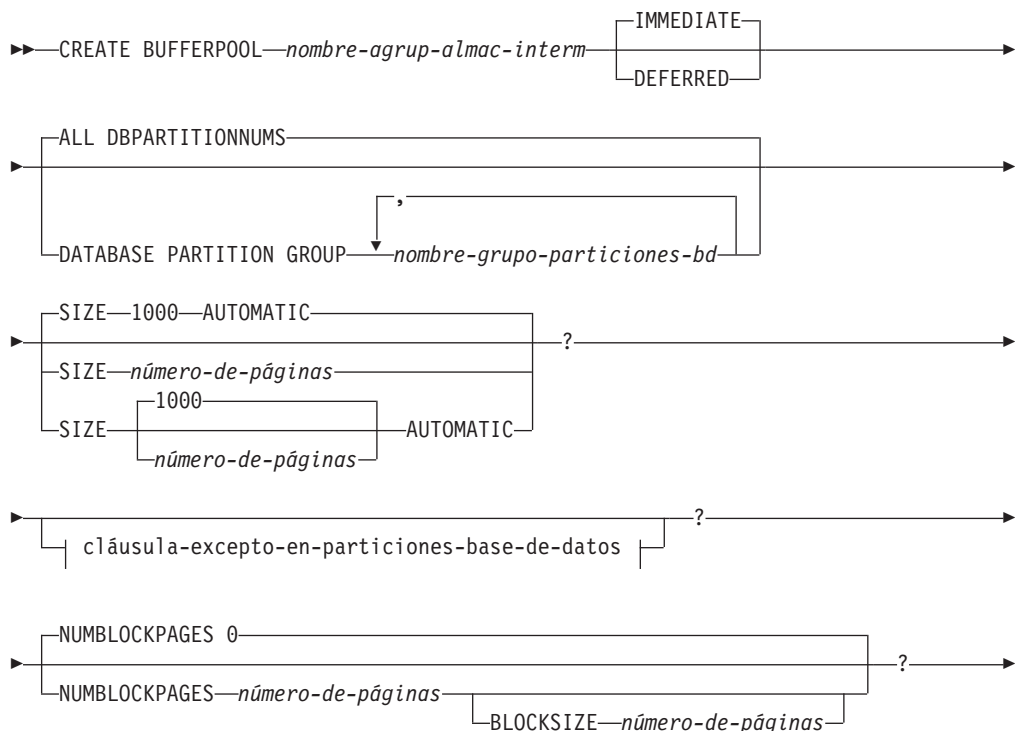 IMMEDIATE
CREATE BUFFERPOOL nombre-agrup-almac-interm
DEFERRED
ALL DBPARTITIONNUMS
,
DATABASE PARTITION GROUP nombre-grupo-particiones-bd
SIZE 1000 AUTOMATIC
?
SIZE número-de-páginas
1000
SIZE AUTOMATIC
número-de-páginas
?
cláusula-excepto-en-particiones-base-de-datos
NUMBLOCKPAGES 0
?
NUMBLOCKPAGES número-de-páginas
BLOCKSIZE número-de-páginas